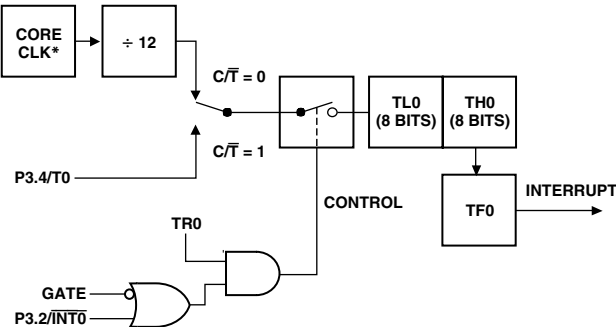 CORE
CLK*
÷ 12
C/T̅ = 0
TL0
(8 BITS)
TH0
(8 BITS)
C/T̅ = 1
P3.4/T0
INTERRUPT
CONTROL
TF0
TR0
GATE
P3.2/I̅N̅T̅0̅